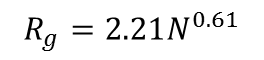 R_g = 2.21N^{0.61}